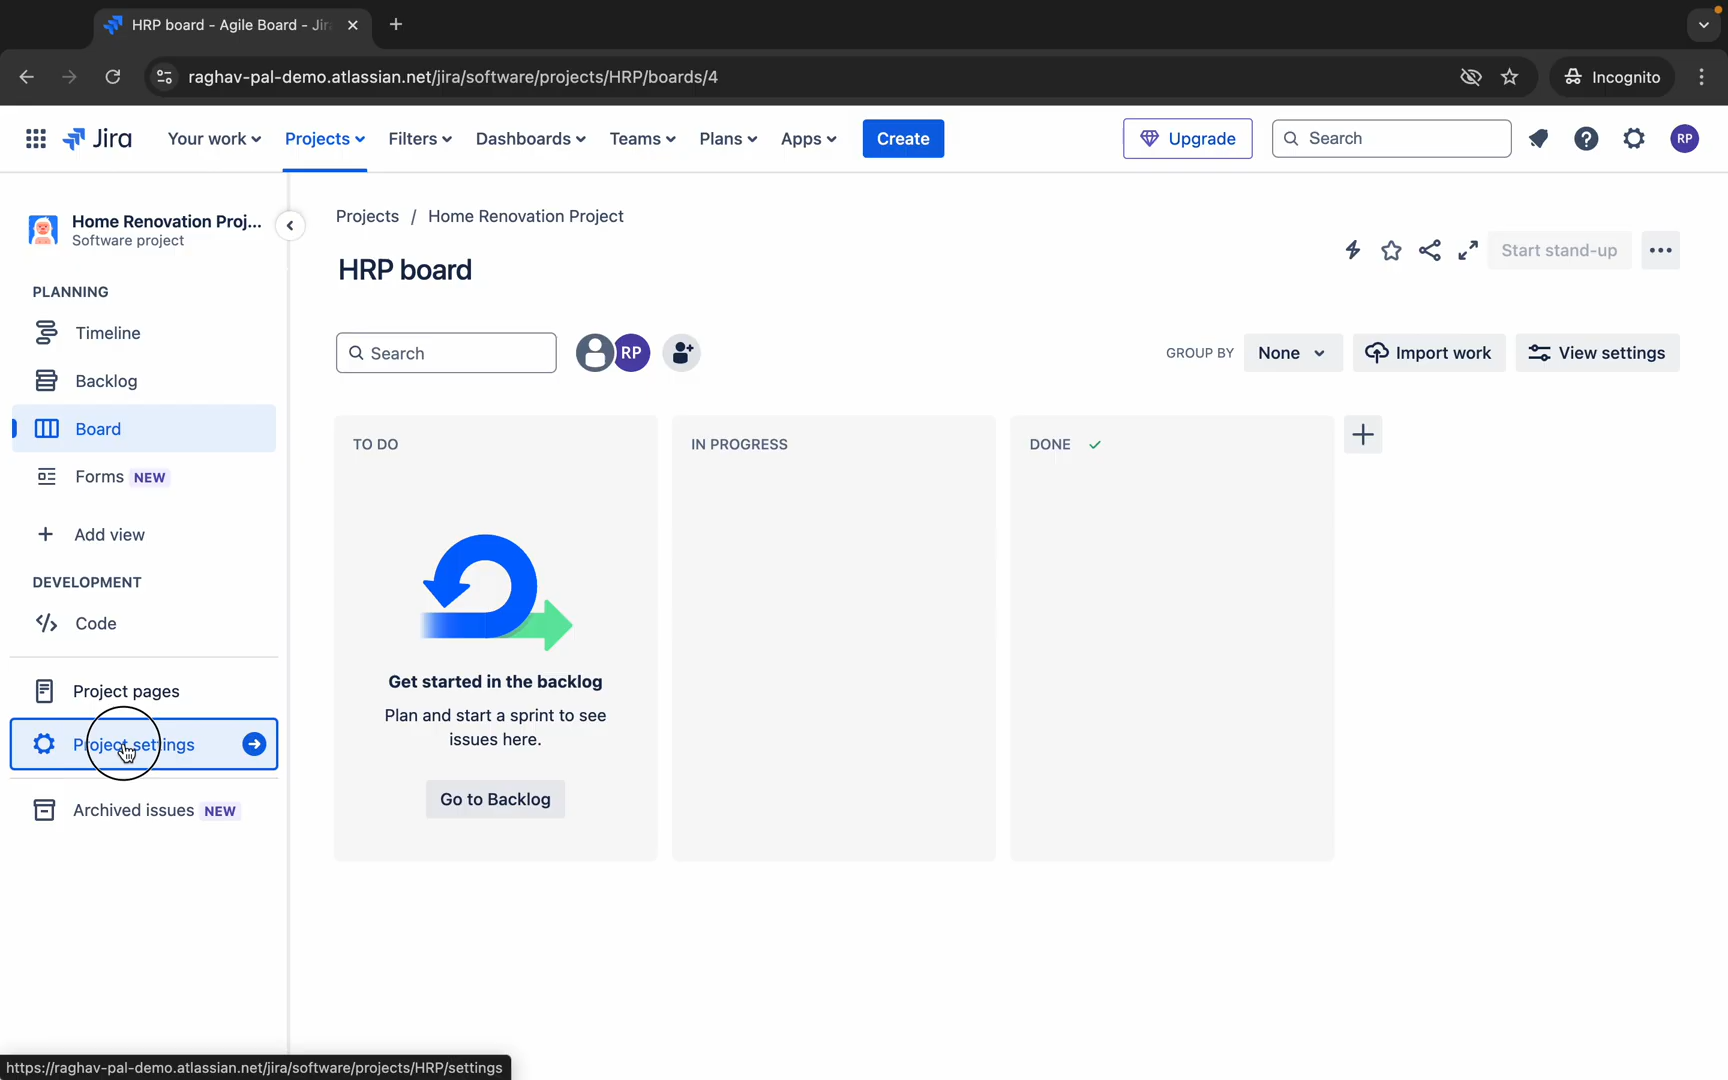 HRP board - Agile Board - Jir
raghav-pal-demo.atlassian.net/jira/software/projects/HRP/boards/4
Incognito
Jira
Your work
Projects
Filters
Dashboards
Teams
Plans
Apps
Create
Upgrade
Search
RP
Home Renovation Proj...
Software project
PLANNING
Timeline
Backlog
Board
Forms NEW
Add view
DEVELOPMENT
Code
Project pages
Project settings
Archived issues NEW
Projects / Home Renovation Project
HRP board
Start stand-up
Search
RP
GROUP BY
None
Import work
View settings
TO DO
IN PROGRESS
DONE
Get started in the backlog
Plan and start a sprint to see
issues here.
Go to Backlog
https://raghav-pal-demo.atlassian.net/jira/software/projects/HRP/settings